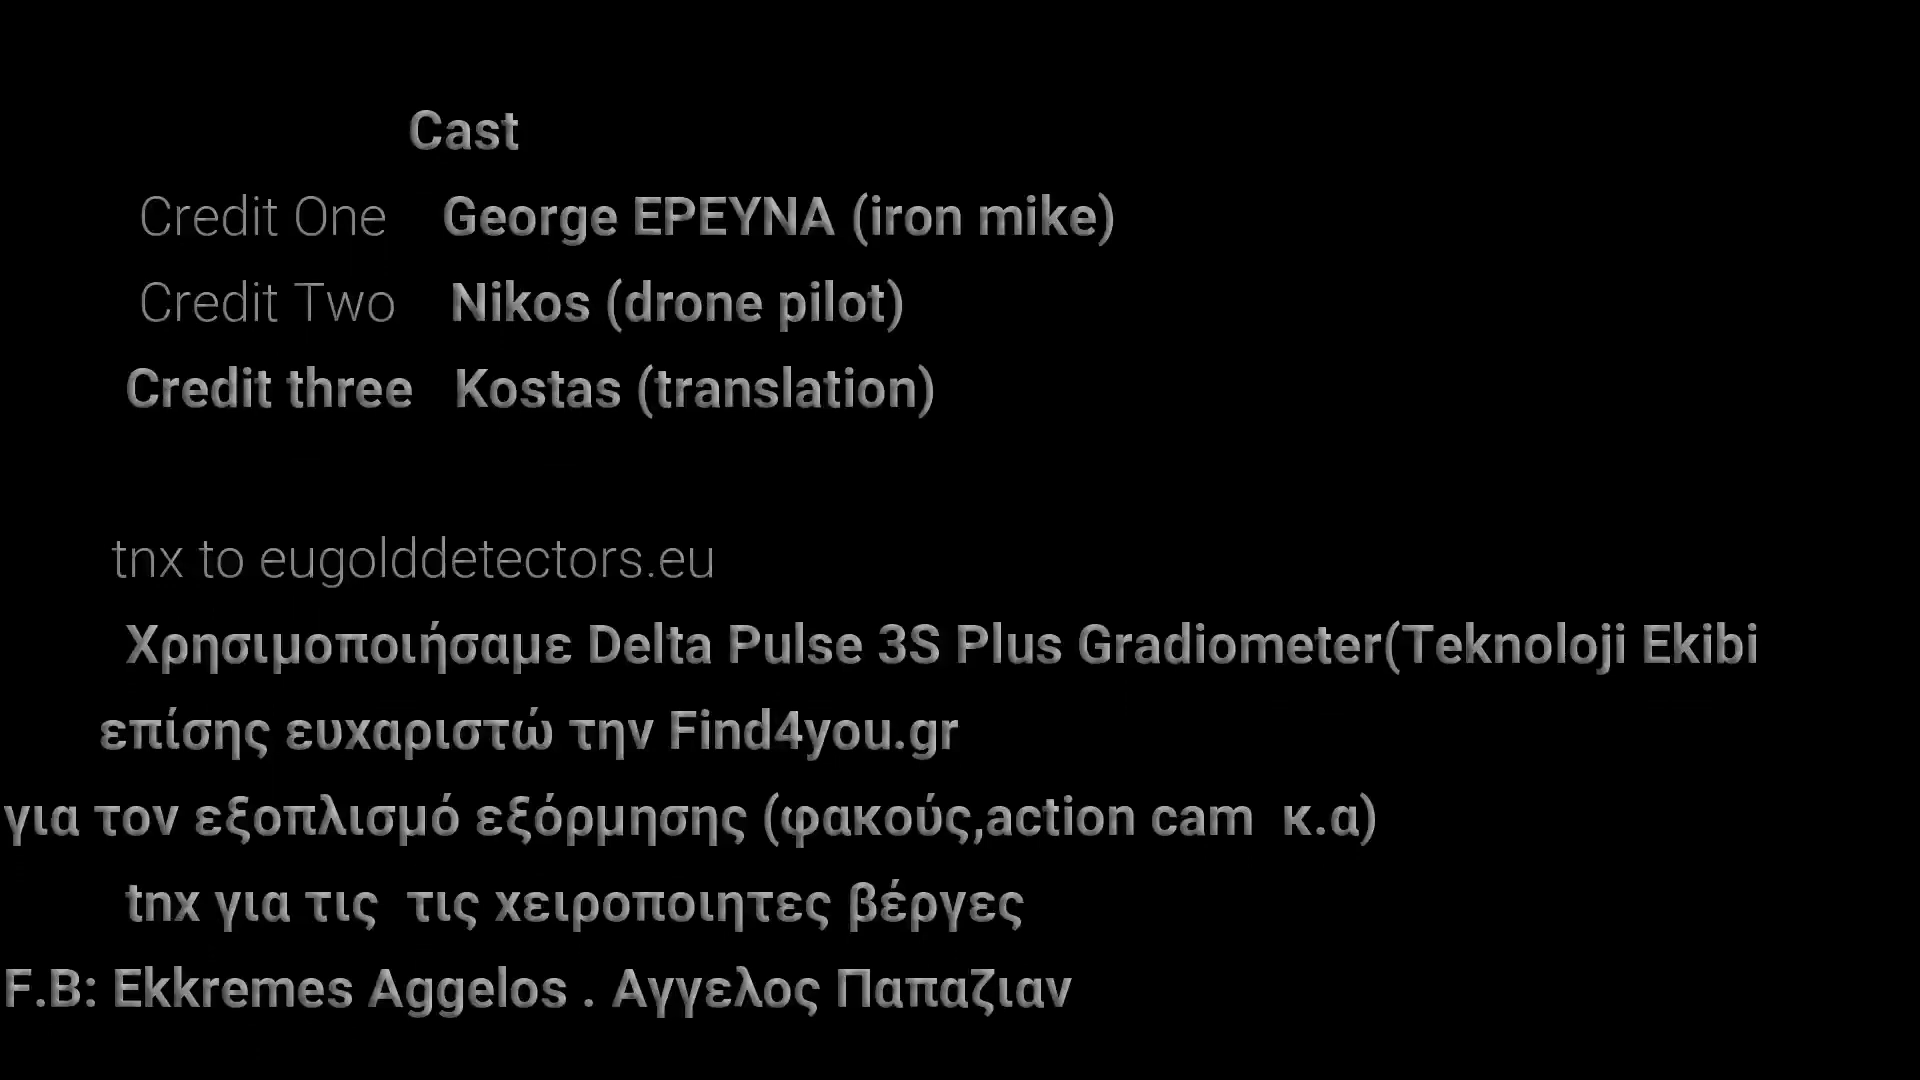 Cast
Credit One George ΕΡΕΥΝΑ (iron mike)
Credit Two Nikos (drone pilot)
Credit three Kostas (translation)
tnx to eugolddetectors.eu
Χρησιμοποιήσαμε Delta Pulse 3S Plus Gradiometer(Teknoloji Ekibi
επίσης ευχαριστώ την Find4you.gr
για τον εξοπλισμό εξόρμησης (φακούς,action cam κ.α)
tnx για τις τις χειροποιητες βέργες
F.B: Ekkremes Aggelos . Αγγελος Παπαζιαν